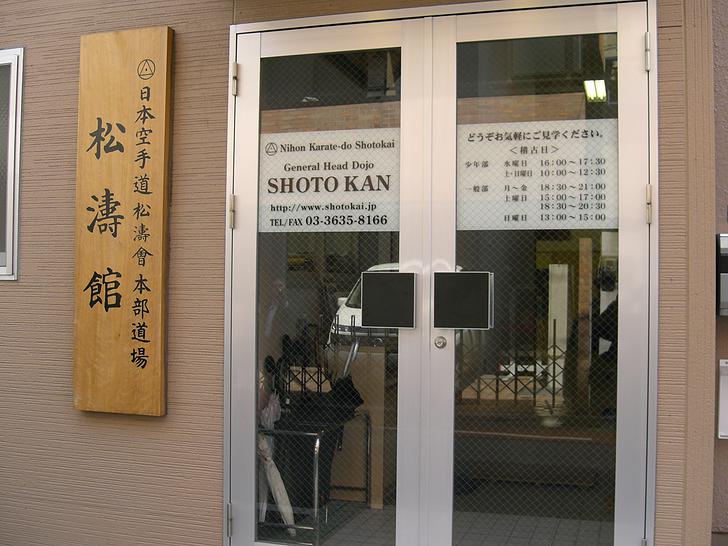 日本空手道松濤會本部道場
松濤館
Nihon Karate-do Shotokai
General Head Dojo
SHOTO KAN
http://www.shotokai.jp
TEL/FAX 03-3635-8166
どうぞお気軽にご見学ください。
＜稽古日＞
少年部 水曜日 16:00～17:30
土・日曜日 10:00～12:30
一般部 月～金 18:30～21:00
土曜日 15:00～17:00
18:30～20:30
日曜日 13:00～15:00